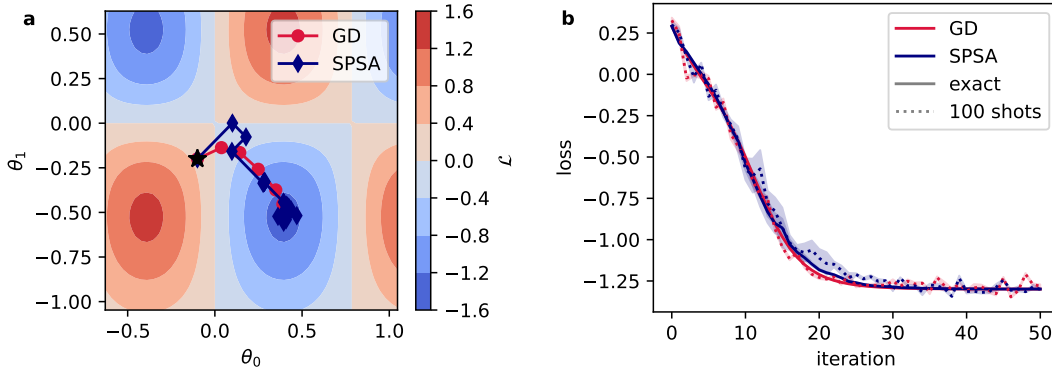 a
GD
SPSA
0.50
0.25
0.00
−0.25
−0.50
−0.75
−1.00
θ₁
−0.5
0.0
0.5
1.0
θ₀
1.6
1.2
0.8
0.4
0.0
−0.4
−0.8
−1.2
−1.6
ℒ
b
GD
SPSA
exact
100 shots
0.25
0.00
−0.25
−0.50
−0.75
−1.00
−1.25
loss
0
10
20
30
40
50
iteration